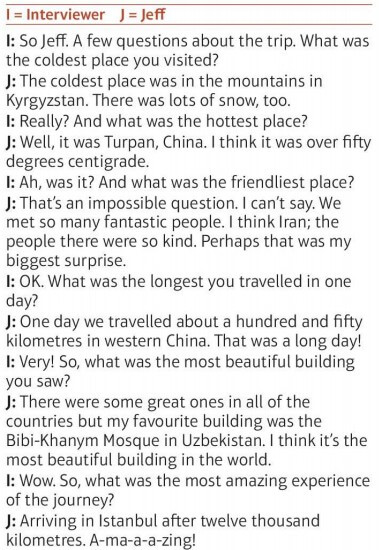 I = Interviewer J = Jeff
I: So Jeff. A few questions about the trip. What was
the coldest place you visited?
J: The coldest place was in the mountains in
Kyrgyzstan. There was lots of snow, too.
I: Really? And what was the hottest place?
J: Well, it was Turpan, China. I think it was over fifty
degrees centigrade.
I: Ah, was it? And what was the friendliest place?
J: That’s an impossible question. I can’t say. We
met so many fantastic people. I think Iran; the
people there were so kind. Perhaps that was my
biggest surprise.
I: OK. What was the longest you travelled in one
day?
J: One day we travelled about a hundred and fifty
kilometres in western China. That was a long day!
I: Very! So, what was the most beautiful building
you saw?
J: There were some great ones in all of the
countries but my favourite building was the
Bibi-Khanym Mosque in Uzbekistan. I think it’s the
most beautiful building in the world.
I: Wow. So, what was the most amazing experience
of the journey?
J: Arriving in Istanbul after twelve thousand
kilometres. A-ma-a-a-zing!